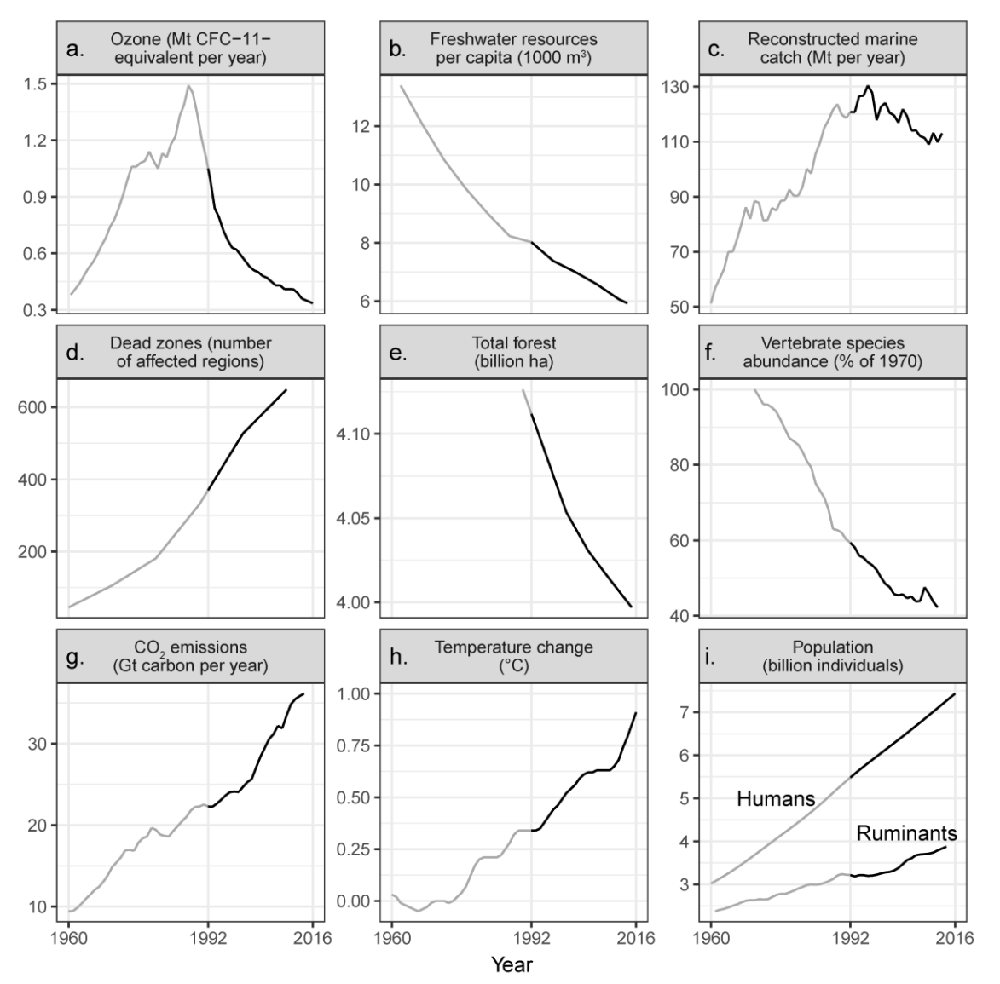 a. Ozone (Mt CFC−11−
equivalent per year)
b. Freshwater resources
per capita (1000 m³)
c. Reconstructed marine
catch (Mt per year)
1.5
1.2
0.9
0.6
0.3
12
10
8
6
130
110
90
70
50
d. Dead zones (number
of affected regions)
e. Total forest
(billion ha)
f. Vertebrate species
abundance (% of 1970)
600
400
200
4.10
4.05
4.00
100
80
60
40
g. CO₂ emissions
(Gt carbon per year)
h. Temperature change
(°C)
i. Population
(billion individuals)
30
20
10
1.00
0.75
0.50
0.25
0.00
7
6
5
4
3
Humans
Ruminants
1960 1992 2016
1960 1992 2016
1960 1992 2016
Year